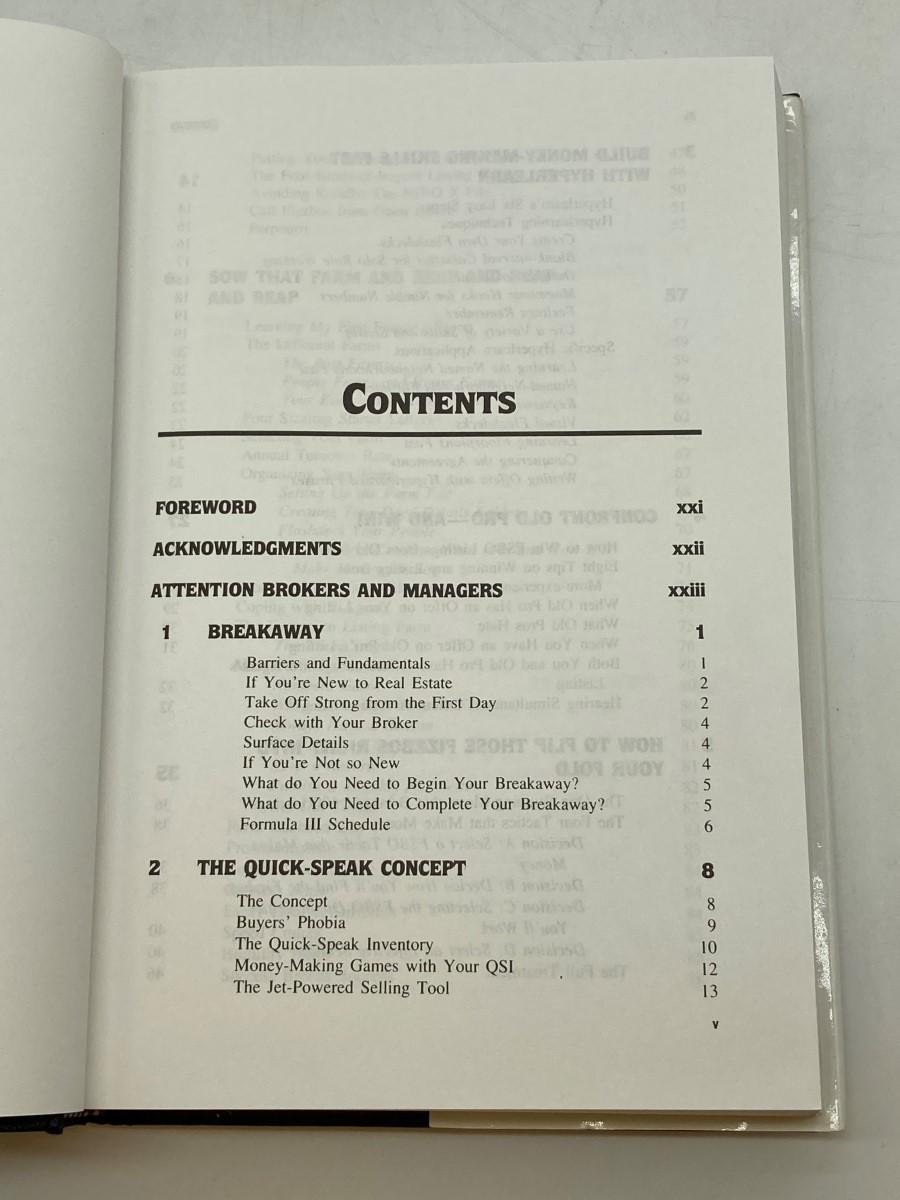 CONTENTS
FOREWORD xxi
ACKNOWLEDGMENTS xxii
ATTENTION BROKERS AND MANAGERS xxiii
1 BREAKAWAY 1
Barriers and Fundamentals 1
If You're New to Real Estate 2
Take Off Strong from the First Day 2
Check with Your Broker 4
Surface Details 4
If You're Not so New 4
What do You Need to Begin Your Breakaway? 5
What do You Need to Complete Your Breakaway? 5
Formula III Schedule 6
2 THE QUICK-SPEAK CONCEPT 8
The Concept 8
Buyers' Phobia 9
The Quick-Speak Inventory 10
Money-Making Games with Your QSI 12
The Jet-Powered Selling Tool 13
v